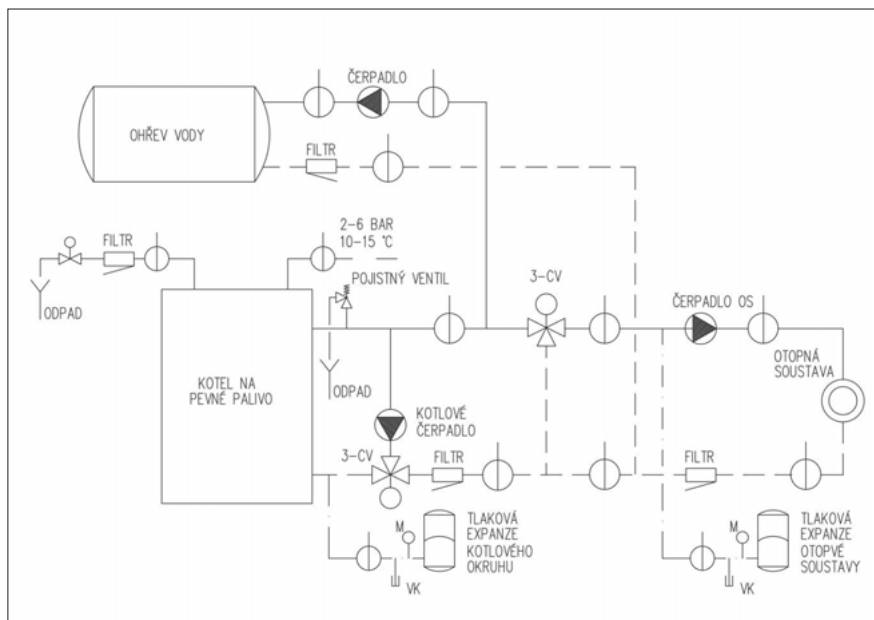 ČERPADLO
OHŘEV VODY
FILTR
FILTR
2-6 BAR
10-15 °C
POJISTNÝ VENTIL
3-CV
ČERPADLO OS
ODPAD
OTOPNÁ
SOUSTAVA
KOTEL NA
PEVNÉ PALIVO
ODPAD
KOTLOVÉ
ČERPADLO
3-CV
FILTR
FILTR
M
TLAKOVÁ
EXPANZE
KOTLOVÉHO
OKRUHU
VK
M
TLAKOVÁ
EXPANZE
OTOPVÉ
SOUSTAVY
VK